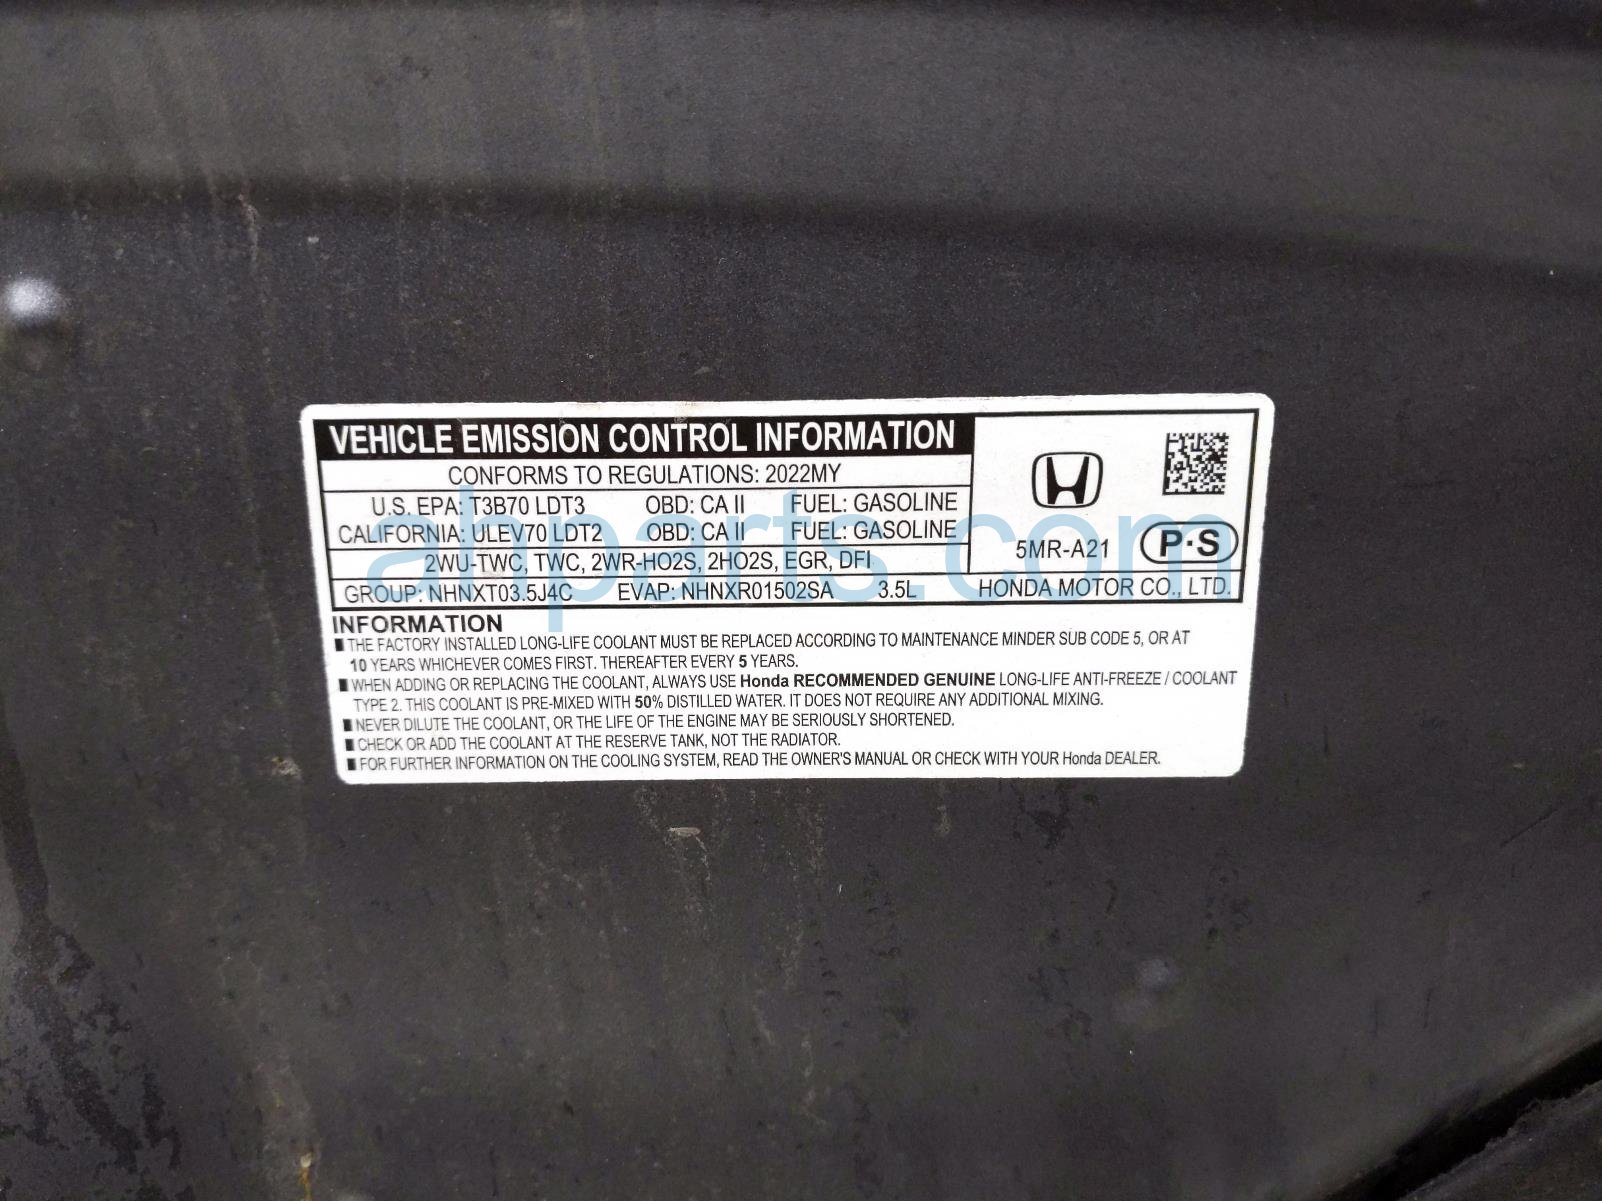 VEHICLE EMISSION CONTROL INFORMATION
CONFORMS TO REGULATIONS: 2022MY
U.S. EPA: T3B70 LDT3 OBD: CA II FUEL: GASOLINE
CALIFORNIA: ULEV70 LDT2 OBD: CA II FUEL: GASOLINE
2WU-TWC, TWC, 2WR-HO2S, 2HO2S, EGR, DFI
5MR-A21 P·S
GROUP: NHNXT03.5J4C EVAP: NHNXR01502SA 3.5L HONDA MOTOR CO., LTD.
INFORMATION
THE FACTORY INSTALLED LONG-LIFE COOLANT MUST BE REPLACED ACCORDING TO MAINTENANCE MINDER SUB CODE 5, OR AT
10 YEARS WHICHEVER COMES FIRST. THEREAFTER EVERY 5 YEARS.
WHEN ADDING OR REPLACING THE COOLANT, ALWAYS USE Honda RECOMMENDED GENUINE LONG-LIFE ANTI-FREEZE / COOLANT
TYPE 2. THIS COOLANT IS PRE-MIXED WITH 50% DISTILLED WATER. IT DOES NOT REQUIRE ANY ADDITIONAL MIXING.
NEVER DILUTE THE COOLANT, OR THE LIFE OF THE ENGINE MAY BE SERIOUSLY SHORTENED.
CHECK OR ADD THE COOLANT AT THE RESERVE TANK, NOT THE RADIATOR.
FOR FURTHER INFORMATION ON THE COOLING SYSTEM, READ THE OWNER'S MANUAL OR CHECK WITH YOUR Honda DEALER.
ahparts.com